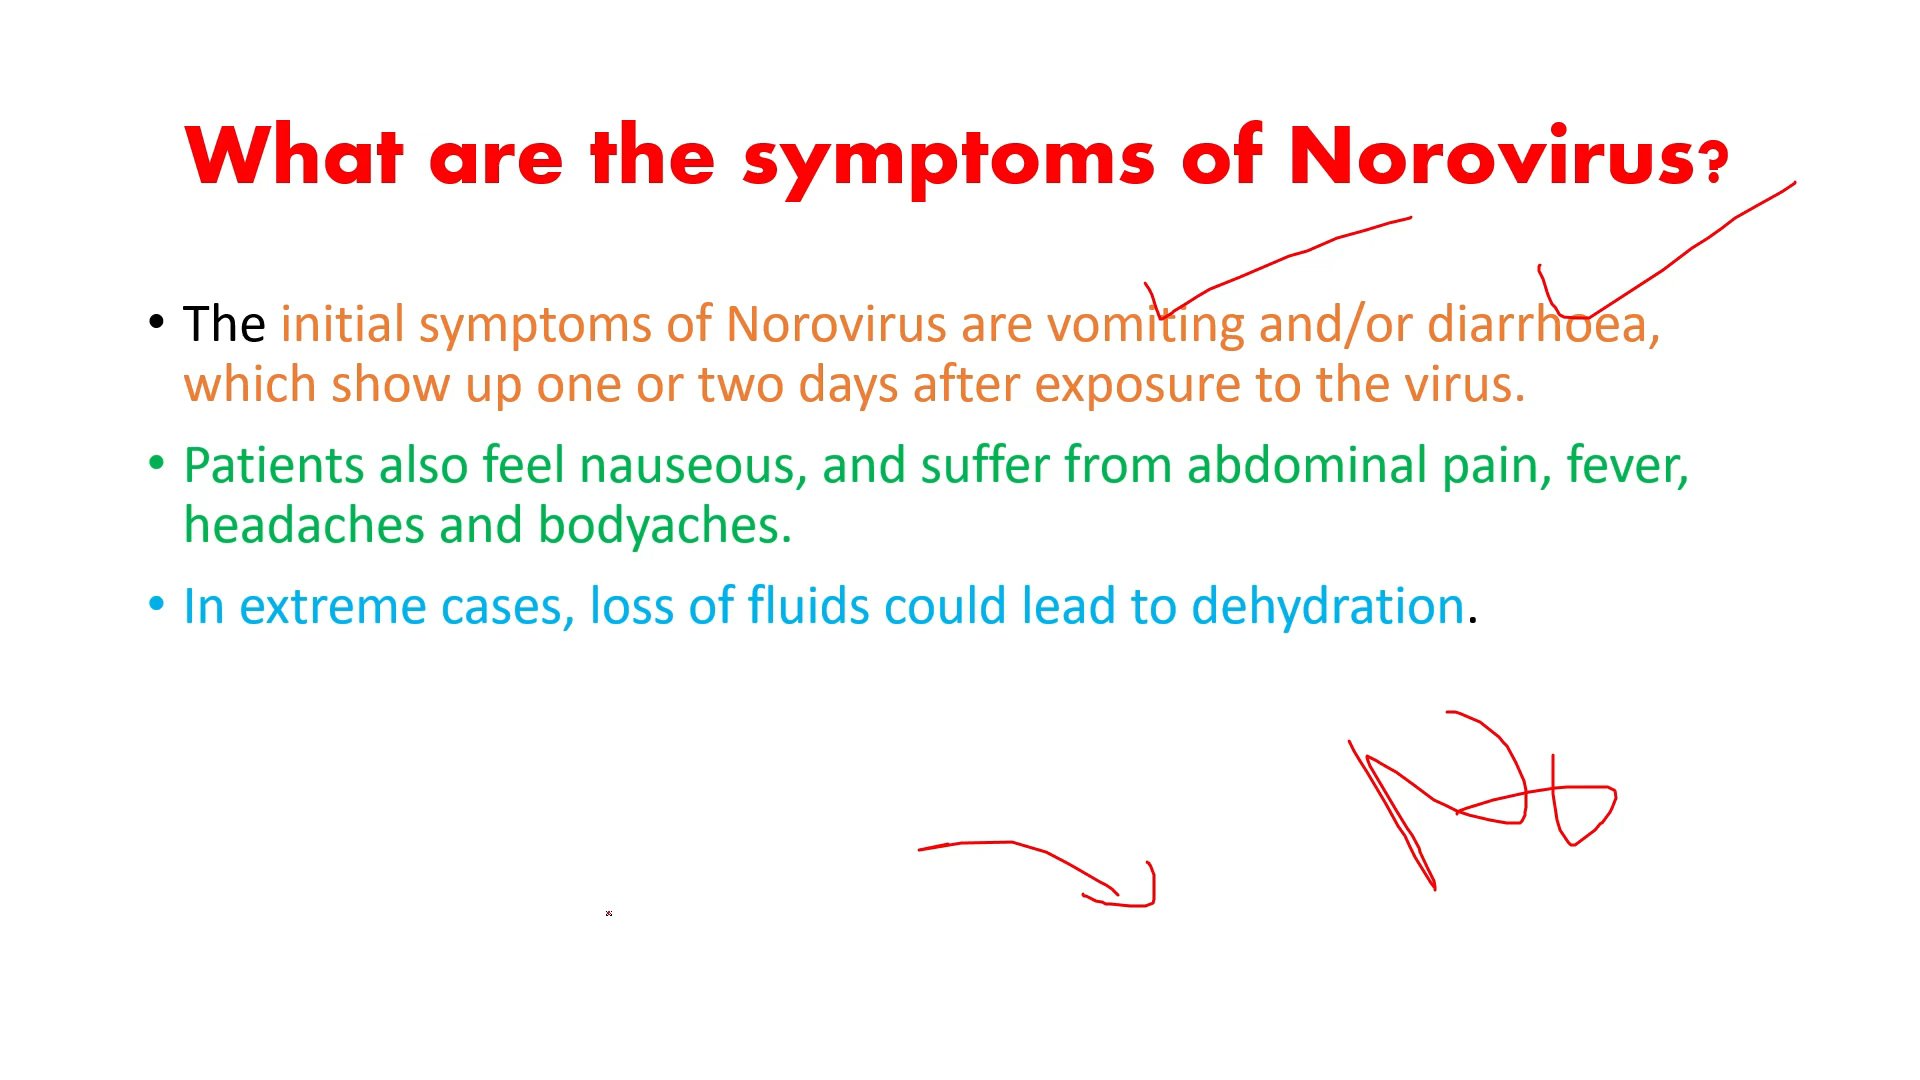 What are the symptoms of Norovirus?
• The initial symptoms of Norovirus are vomiting and/or diarrhoea,
which show up one or two days after exposure to the virus.
• Patients also feel nauseous, and suffer from abdominal pain, fever,
headaches and bodyaches.
• In extreme cases, loss of fluids could lead to dehydration.